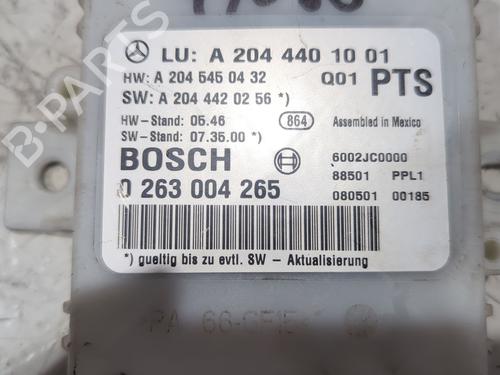 LU: A 204 440 10 01
HW: A 204 545 04 32 Q01 PTS
SW: A 204 442 02 56 *)
HW-Stand: 05.46 864 Assembled in Mexico
SW-Stand: 07.35.00 *)
BOSCH 6002JC0000
0 263 004 265 88501 PPL1
080501 00185
*) gueltig bis zu evtl. SW - Aktualisierung